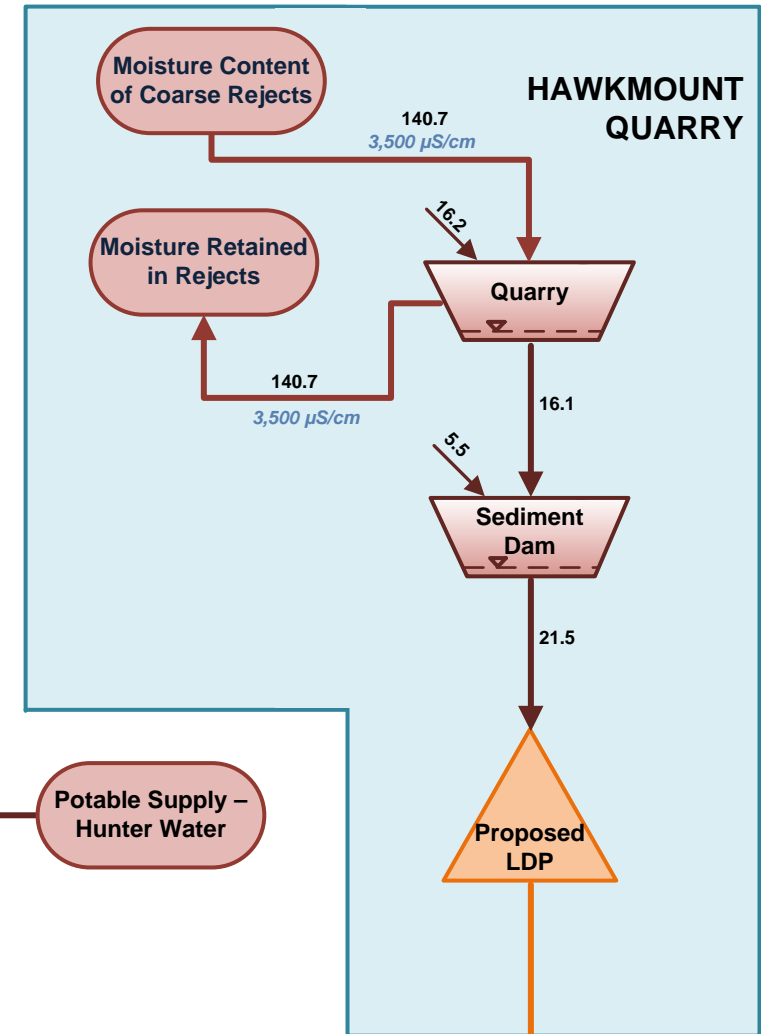 Moisture Content
of Coarse Rejects
HAWKMOUNT
QUARRY
140.7
3,500 µS/cm
16.2
Moisture Retained
in Rejects
Quarry
140.7
3,500 µS/cm
16.1
5.5
Sediment
Dam
21.5
Potable Supply –
Hunter Water
Proposed
LDP